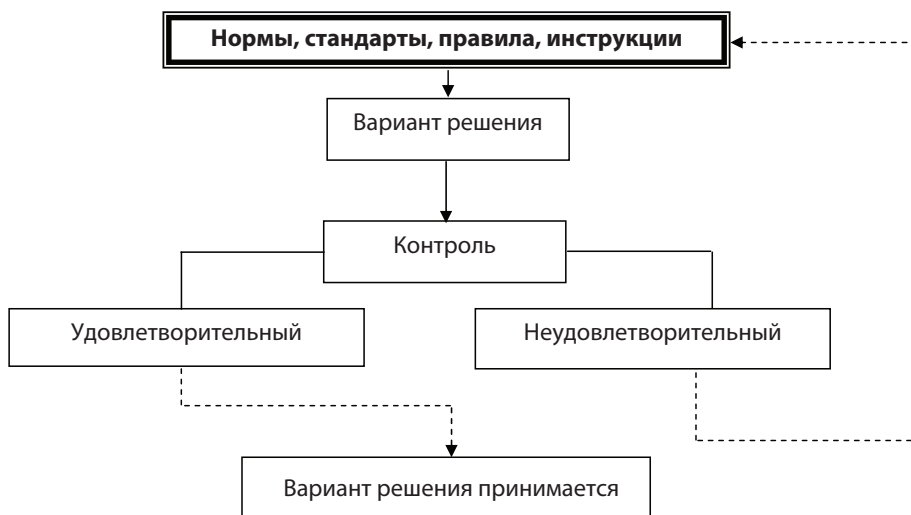 Нормы, стандарты, правила, инструкции
Вариант решения
Контроль
Удовлетворительный
Неудовлетворительный
Вариант решения принимается